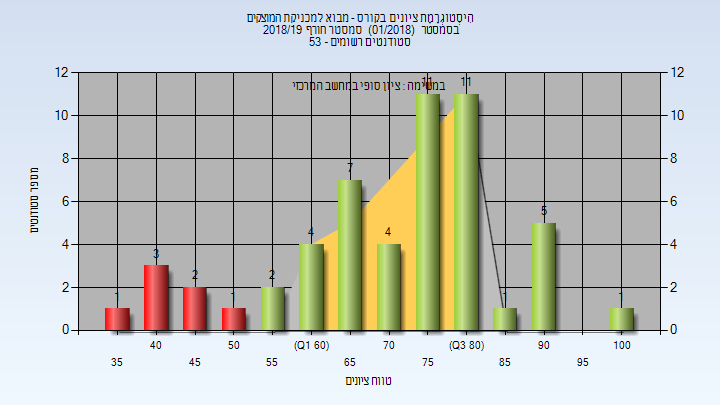 היסטוגרמת ציונים בקורס - מבוא למכניקת המוצקים
בסמסטר (01/2018) סמסטר חורף 2018/19
סטודנטים רשומים - 53
במשימה : ציון סופי במחשב המרכזי
מספר סטודנטים
12 12
10 10
8 8
6 6
4 4
2 2
0 0
1 3 2 1 2 4 7 4 11 11 1 5 1
40 50 (Q1 60) 70 (Q3 80) 90 100
35 45 55 65 75 85 95
טווח ציונים